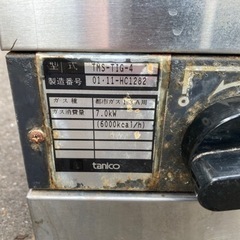 型式 TMS-TIG-4
製造番号 01-11-HC1282
ガス種 都市ガス13A用
ガス消費量 7.0kW
(6000kcal/h)
tanico